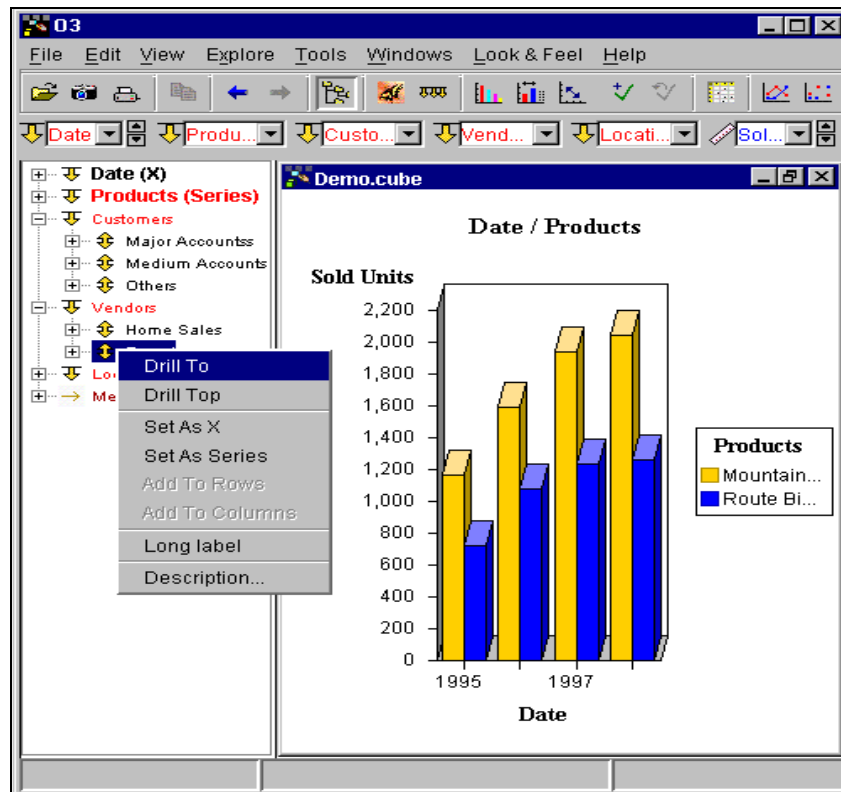 O3
File Edit View Explore Tools Windows Look & Feel Help
Date Produ... Custo... Vend... Locati... Sol...
Date (X)
Products (Series)
Customers
Major Accountss
Medium Accounts
Others
Vendors
Home Sales
Lo
Me
Drill To
Drill Top
Set As X
Set As Series
Add To Rows
Add To Columns
Long label
Description...
Demo.cube
Date / Products
Sold Units
2,200
2,000
1,800
1,600
1,400
1,200
1,000
800
600
400
200
0
1995 1997
Date
Products
Mountain...
Route Bi...